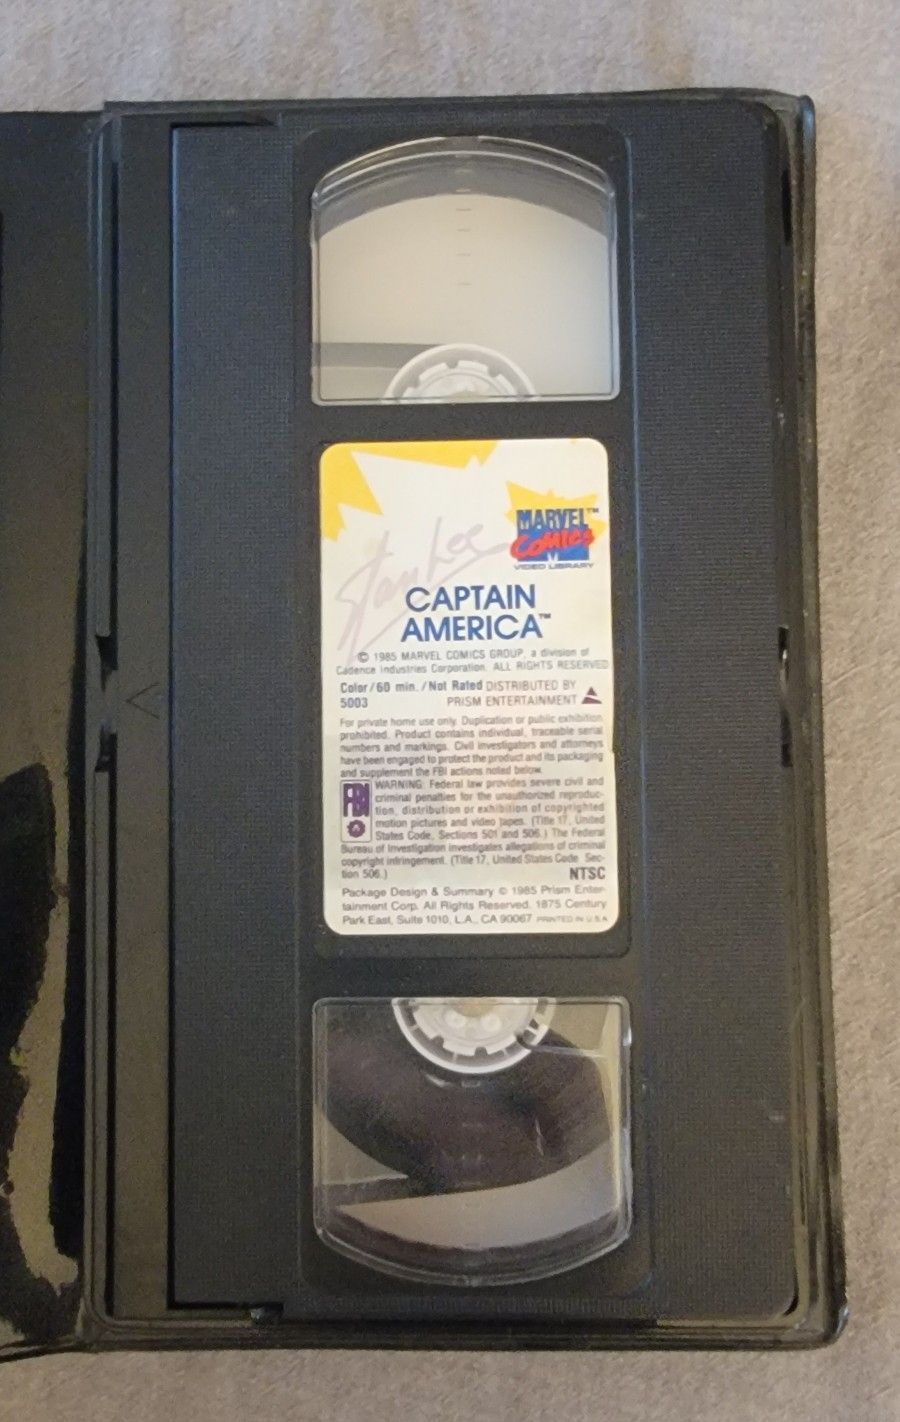 MARVEL™
Comics
VIDEO LIBRARY
Stan Lee
CAPTAIN
AMERICA™
© 1985 MARVEL COMICS GROUP, a division of
Cadence Industries Corporation. ALL RIGHTS RESERVED
Color/60 min./Not Rated DISTRIBUTED BY
5003 PRISM ENTERTAINMENT
For private home use only. Duplication or public exhibition
prohibited. Product contains individual, traceable serial
numbers and markings. Civil investigators and attorneys
have been engaged to protect the product and its packaging
and supplement the FBI actions noted below.
FBI
WARNING: Federal law provides severe civil and
criminal penalties for the unauthorized reproduc-
tion, distribution or exhibition of copyrighted
motion pictures and video tapes. (Title 17, United
States Code, Sections 501 and 506.) The Federal
Bureau of Investigation investigates allegations of criminal
copyright infringement. (Title 17, United States Code Sec-
tion 506.) NTSC
Package Design & Summary © 1985 Prism Enter-
tainment Corp. All Rights Reserved. 1875 Century
Park East, Suite 1010, L.A., CA 90067 PRINTED IN U.S.A.